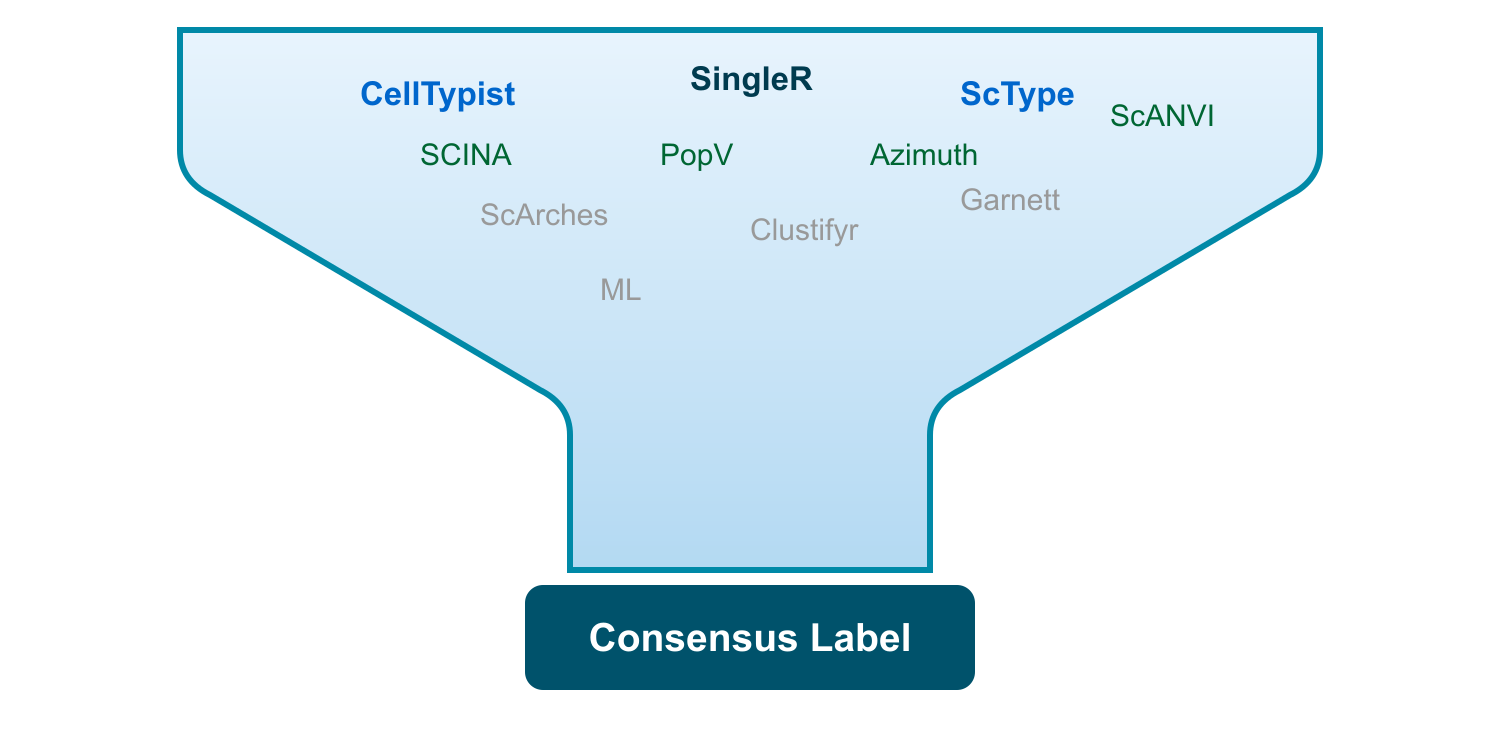 SingleR
CellTypist
ScType
ScANVI
SCINA
PopV
Azimuth
Garnett
ScArches
Clustifyr
ML
Consensus Label